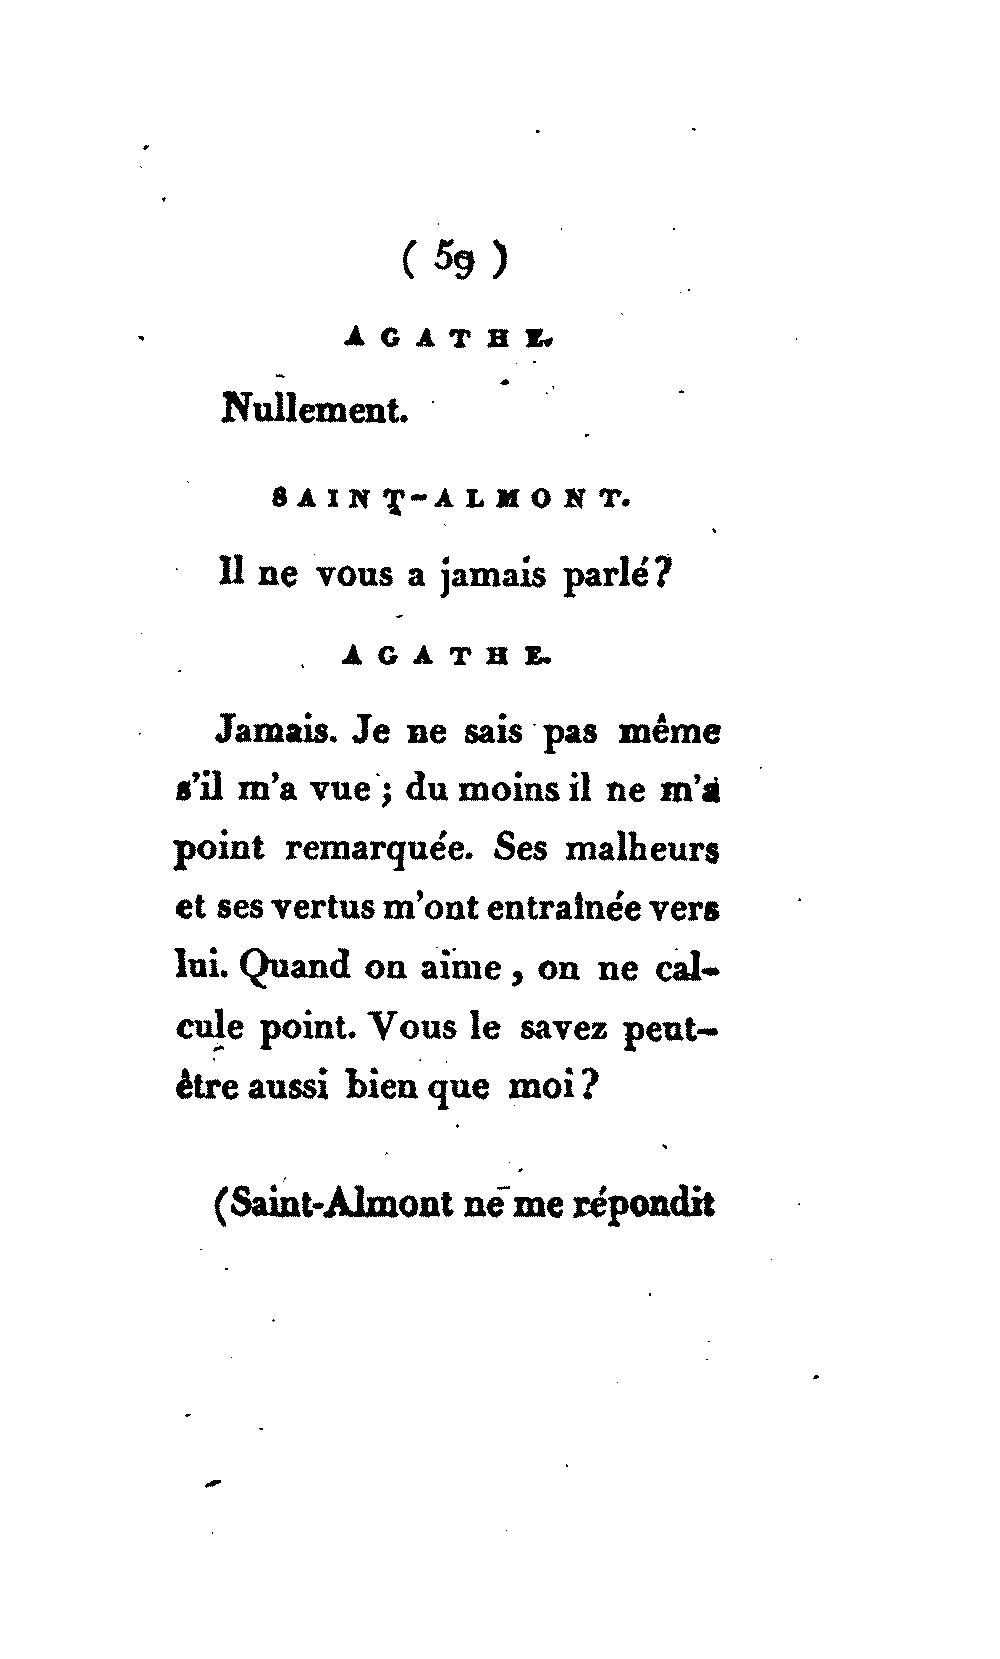 ( 59 )
AGATHE.
Nullement.
SAINT-ALMONT.
Il ne vous a jamais parlé?
AGATHE.
Jamais. Je ne sais pas même
s'il m'a vue ; du moins il ne m'a
point remarquée. Ses malheurs
et ses vertus m'ont entraînée vers
lui. Quand on aime, on ne cal-
cule point. Vous le savez peut-
être aussi bien que moi?
(Saint-Almont ne me répondit